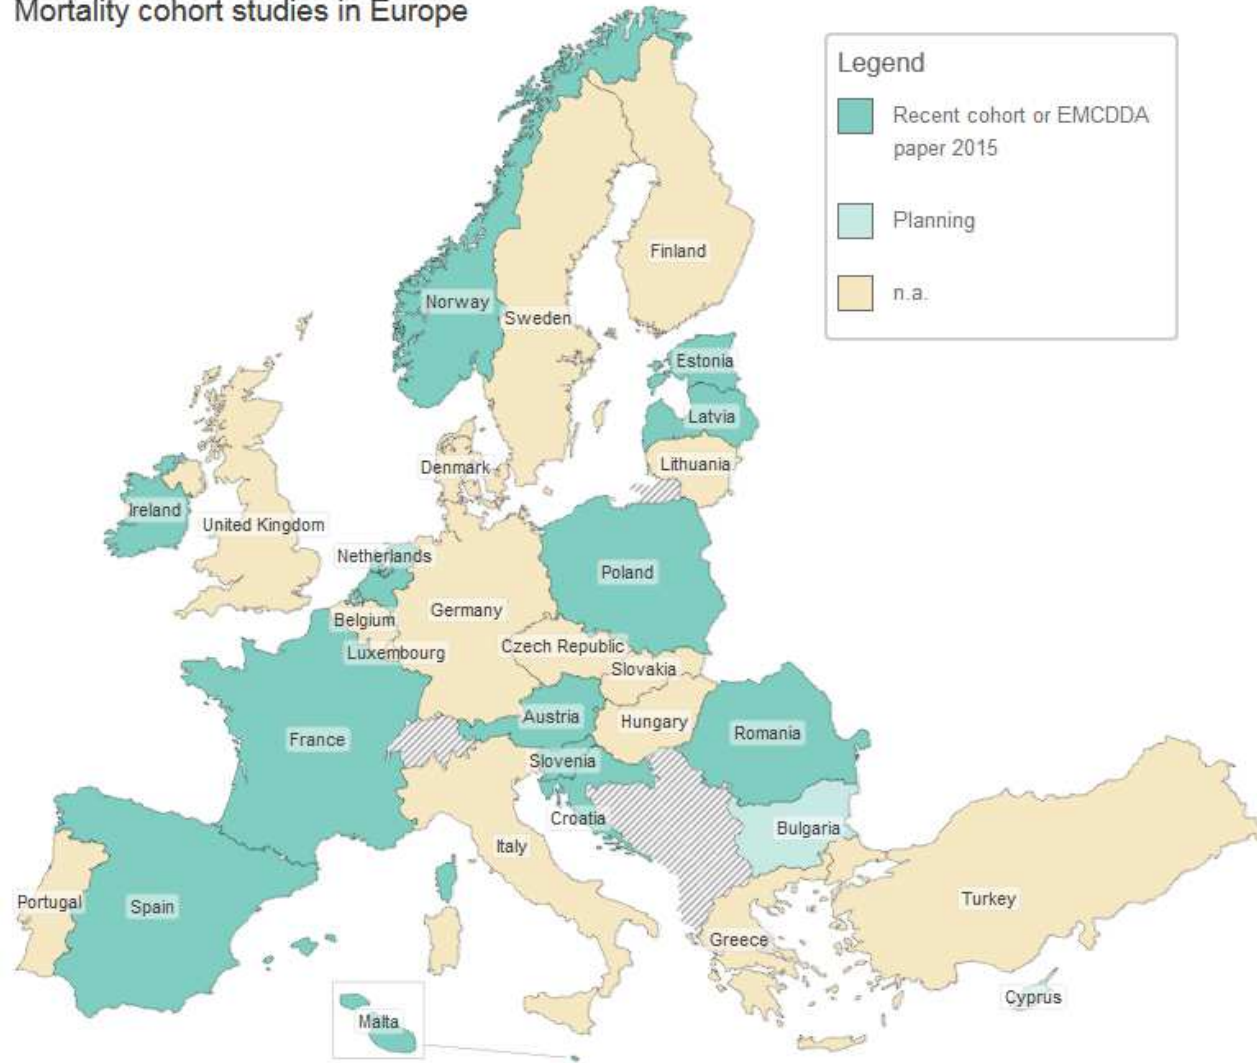 Mortality cohort studies in Europe
Legend
Recent cohort or EMCDDA
paper 2015
Planning
n.a.
Finland
Norway
Sweden
Estonia
Latvia
Lithuania
Denmark
Ireland
United Kingdom
Netherlands
Poland
Germany
Belgium
Czech Republic
Luxembourg
Slovakia
Austria
Hungary
Romania
France
Slovenia
Croatia
Bulgaria
Italy
Portugal
Spain
Turkey
Greece
Cyprus
Malta